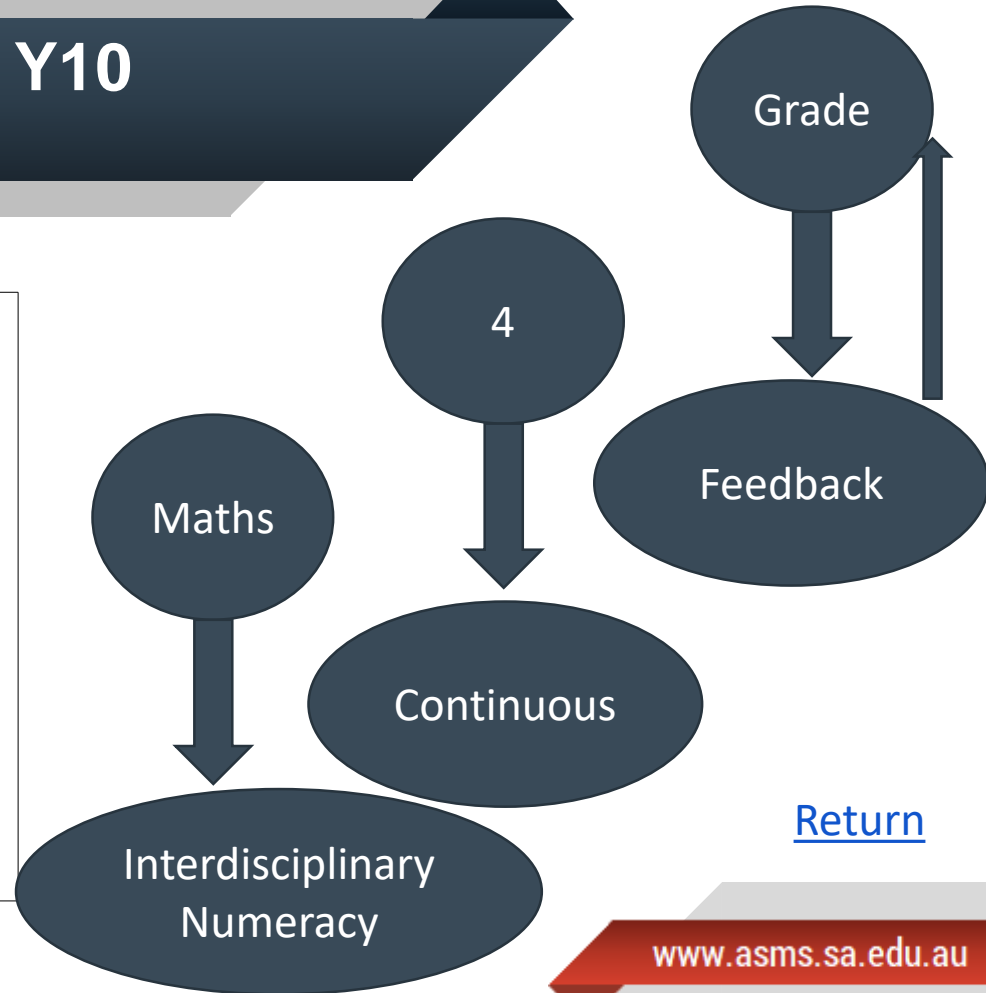 Y10
Grade
4
Feedback
Maths
Continuous
Return
Interdisciplinary
Numeracy
www.asms.sa.edu.au